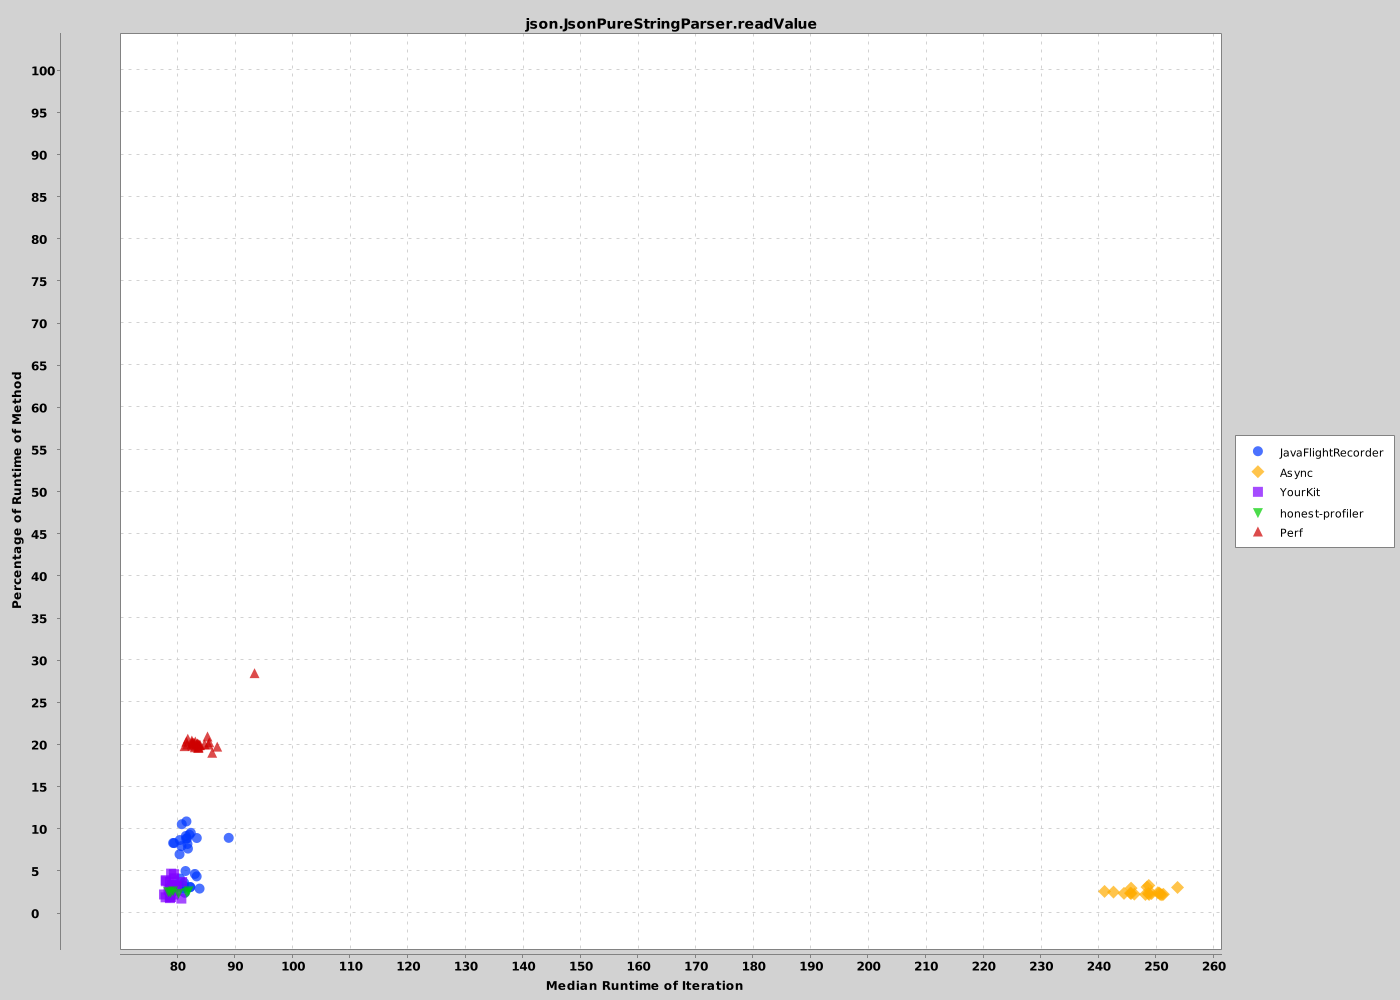 json.JsonPureStringParser.readValue
Percentage of Runtime of Method
100
95
90
85
80
75
70
65
60
55
50
45
40
35
30
25
20
15
10
5
0
80 90 100 110 120 130 140 150 160 170 180 190 200 210 220 230 240 250 260
Median Runtime of Iteration
JavaFlightRecorder
Async
YourKit
honest-profiler
Perf